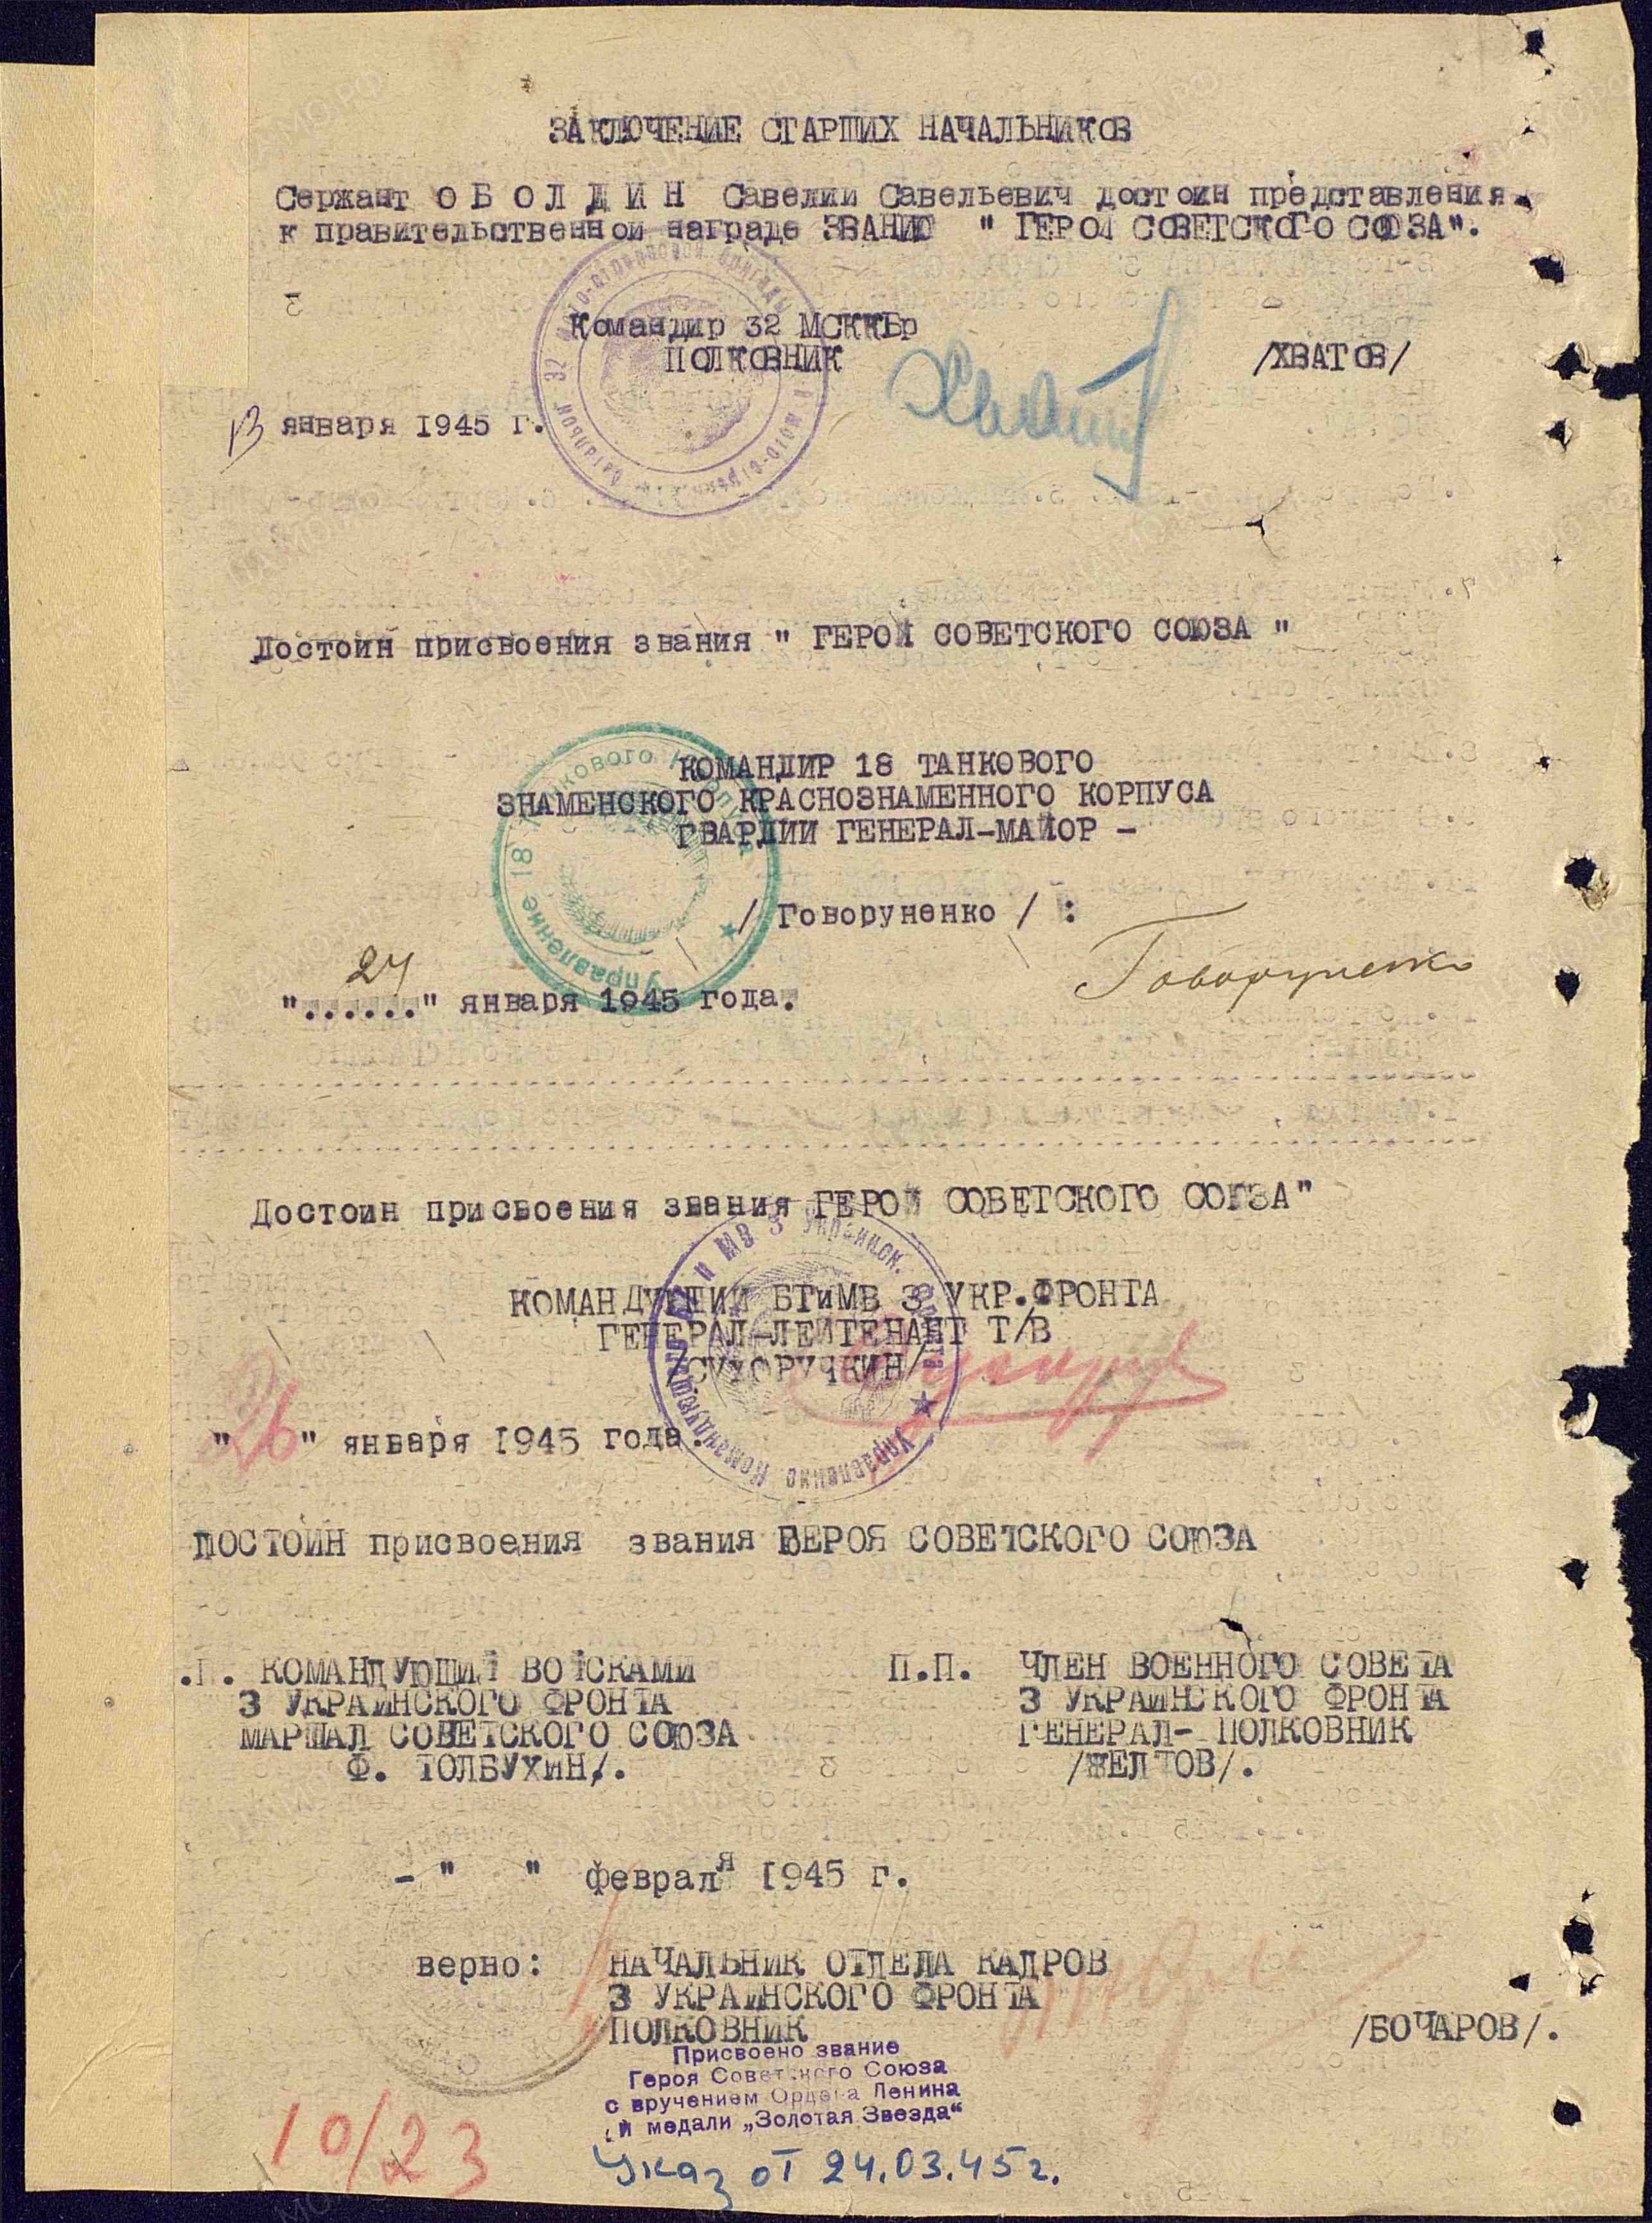 ЗАКЛЮЧЕНИЕ СТАРШИХ НАЧАЛЬНИКОВ
Сержант О Б О Л Д И Н Савелий Савельевич достоин представления
к правительственной награде ЗВАНИЮ " ГЕРОЙ СОВЕТСКОГО СОЮЗА".
Командир 32 МСККБр
ПОЛКОВНИК
/ХВАТОВ/
13 января 1945 г.
Достоин присвоения звания " ГЕРОЯ СОВЕТСКОГО СОЮЗА "
КОМАНДИР 18 ТАНКОВОГО
ЗНАМЕНСКОГО КРАСНОЗНАМЕННОГО КОРПУСА
ГВАРДИИ ГЕНЕРАЛ-МАЙОР -
/ Говоруненко / :
Говоруненко
24
"......" января 1945 года.
Достоин присвоения звания ГЕРОЯ СОВЕТСКОГО СОЮЗА"
КОМАНДУЮЩИЙ БТиМВ 3 УКР.ФРОНТА
ГЕНЕРАЛ-ЛЕЙТЕНАНТ Т/В
/СУХОРУЧКИН/
"26" января 1945 года.
ДОСТОИН присвоения звания ГЕРОЯ СОВЕТСКОГО СОЮЗА
.П. КОМАНДУЮЩИЙ ВОЙСКАМИ
3 УКРАИНСКОГО ФРОНТА
МАРШАЛ СОВЕТСКОГО СОЮЗА
Ф. ТОЛБУХИН/.
П.П. ЧЛЕН ВОЕННОГО СОВЕТА
3 УКРАИНСКОГО ФРОНТА
ГЕНЕРАЛ- ПОЛКОВНИК
/ЖЕЛТОВ/.
- " " февраля 1945 г.
верно: НАЧАЛЬНИК ОТДЕЛА КАДРОВ
3 УКРАИНСКОГО ФРОНТА
ПОЛКОВНИК
/БОЧАРОВ/.
Присвоено звание
Героя Советского Союза
с вручением Ордена Ленина
и медали „Золотая Звезда“
Указ от 24.03.45г.
10/23